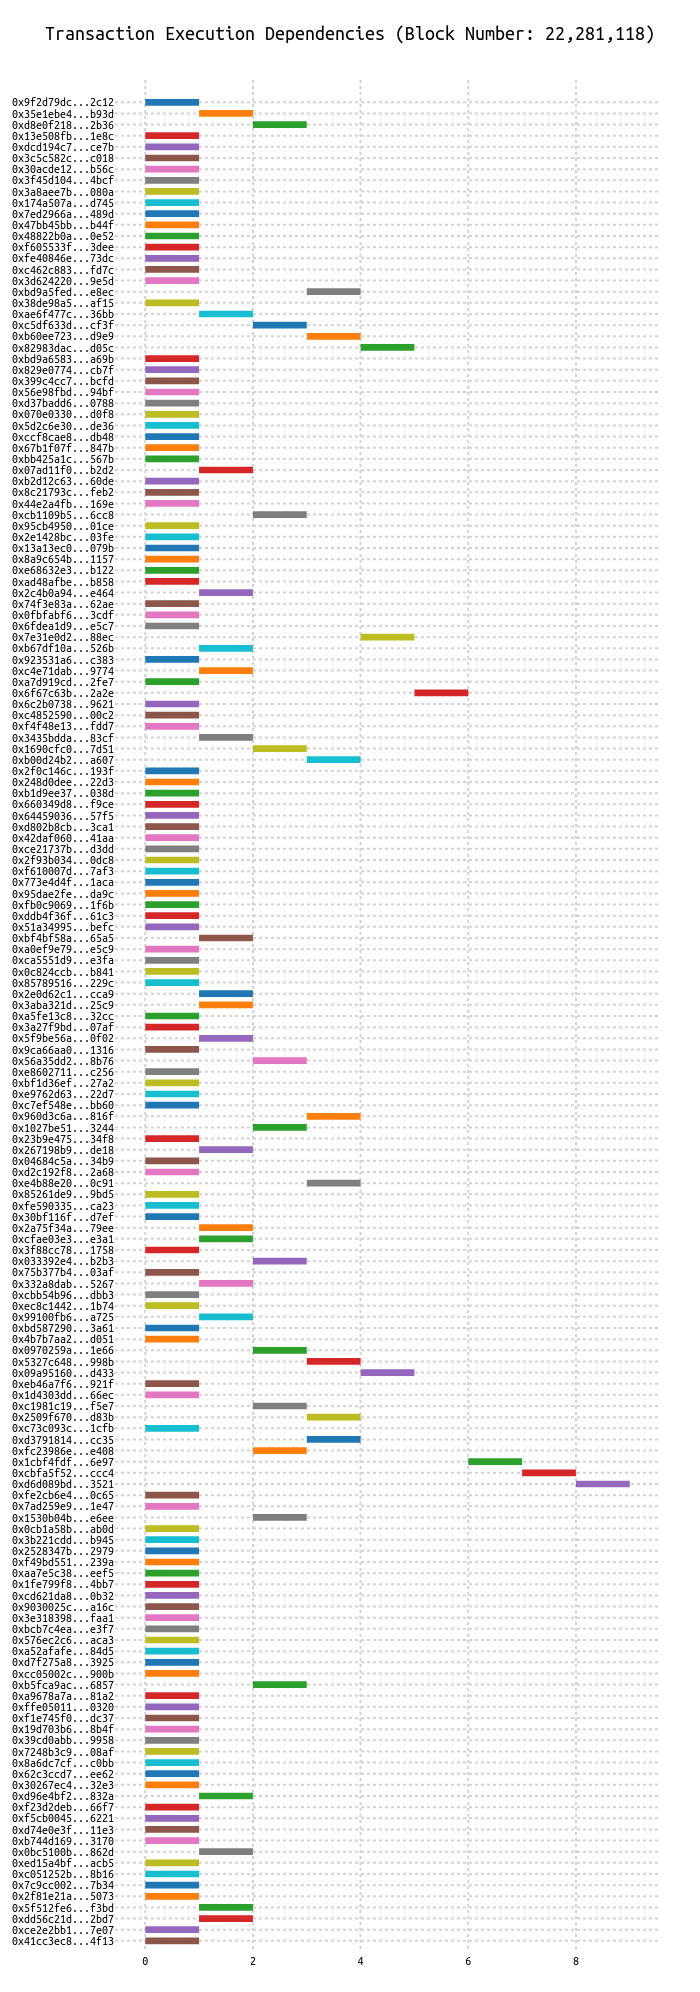 Transaction Execution Dependencies (Block Number: 22,281,118)
0x9f2d79dc...2c12
0x35e1ebe4...b93d
0xd8e0f218...2b36
0x13e508fb...1e8c
0xdcd194c7...ce7b
0x3c5c582c...c018
0x30acde12...b56c
0x3f45d104...4bcf
0x3a8aee7b...080a
0x174a507a...d745
0x7ed2966a...489d
0x47bb45bb...b44f
0x48822b0a...0e52
0xf605533f...3dee
0xfe40846e...73dc
0xc462c883...fd7c
0x3d624220...9e5d
0xbd9a5fed...e8ec
0x38de98a5...af15
0xae6f477c...36bb
0xc5df633d...cf3f
0xb60ee723...d9e9
0x82983dac...d05c
0xbd9a6583...a69b
0x829e0774...cb7f
0x399c4cc7...bcfd
0x56e98fbd...94bf
0xd37badd6...0788
0x070e0330...d0f8
0x5d2c6e30...de36
0xccf8cae8...db48
0x67b1f07f...847b
0xbb425a1c...567b
0x07ad11f0...b2d2
0xb2d12c63...60de
0x8c21793c...feb2
0x44e2a4fb...169e
0xcb1109b5...6cc8
0x95cb4950...01ce
0x2e1428bc...03fe
0x13a13ec0...079b
0x8a9c654b...1157
0xe68632e3...b122
0xad48afbe...b858
0x2c4b0a94...e464
0x74f3e83a...62ae
0x0fbfabf6...3cdf
0x6fdea1d9...e5c7
0x7e31e0d2...88ec
0xb67df10a...526b
0x923531a6...c383
0xc4e71dab...9774
0xa7d919cd...2fe7
0x6f67c63b...2a2e
0x6c2b0738...9621
0xc4852590...00c2
0xf4f48e13...fdd7
0x3435bdda...83cf
0x1690cfc0...7d51
0xb00d24b2...a607
0x2f0c146c...193f
0x248d0dee...22d3
0xb1d9ee37...038d
0x660349d8...f9ce
0x64459036...57f5
0xd802b8cb...3ca1
0x42daf060...41aa
0xce21737b...d3dd
0x2f93b034...0dc8
0xf610007d...7af3
0x773e4d4f...1aca
0x95dae2fe...da9c
0xfb0c9069...1f6b
0xddb4f36f...61c3
0x51a34995...befc
0xbf4bf58a...65a5
0xa0ef9e79...e5c9
0xca5551d9...e3fa
0x0c824ccb...b841
0x85789516...229c
0x2e0d62c1...cca9
0x3aba321d...25c9
0xa5fe13c8...32cc
0x3a27f9bd...07af
0x5f9be56a...0f02
0x9ca66aa0...1316
0x56a35dd2...8b76
0xe8602711...c256
0xbf1d36ef...27a2
0xe9762d63...22d7
0xc7ef548e...bb60
0x960d3c6a...816f
0x1027be51...3244
0x23b9e475...34f8
0x267198b9...de18
0x04684c5a...34b9
0xd2c192f8...2a68
0xe4b88e20...0c91
0x85261de9...9bd5
0xfe590335...ca23
0x30bf116f...d7ef
0x2a75f34a...79ee
0xcfae03e3...e3a1
0x3f88cc78...1758
0x033392e4...b2b3
0x75b377b4...03af
0x332a8dab...5267
0xcbb54b96...dbb3
0xec8c1442...1b74
0x99100fb6...a725
0xbd587290...3a61
0x4b7b7aa2...d051
0x0970259a...1e66
0x5327c648...998b
0x09a95160...d433
0xeb46a7f6...921f
0x1d4303dd...66ec
0xc1981c19...f5e7
0x2509f670...d83b
0xc73c093c...1cfb
0xd3791814...cc35
0xfc23986e...e408
0x1cbf4fdf...6e97
0xcbfa5f52...ccc4
0xd6d089bd...3521
0xfe2cb6e4...0c65
0x7ad259e9...1e47
0x1530b04b...e6ee
0x0cb1a58b...ab0d
0x3b221cdd...b945
0x2528347b...2979
0xf49bd551...239a
0xaa7e5c38...eef5
0x1fe799f8...4bb7
0xcd621da8...0b32
0x9030025c...a16c
0x3e318398...faa1
0xbcb7c4ea...e3f7
0x576ec2c6...aca3
0xa52afafe...84d5
0xd7f275a8...3925
0xcc05002c...900b
0xb5fca9ac...6857
0xa9678a7a...81a2
0xffe05011...0320
0xf1e745f0...dc37
0x19d703b6...8b4f
0x39cd0abb...9958
0x7248b3c9...08af
0x8a6dc7cf...c0bb
0x62c3ccd7...ee62
0x30267ec4...32e3
0xd96e4bf2...832a
0xf23d2deb...66f7
0xf5cb0045...6221
0xd74e0e3f...11e3
0xb744d169...3170
0x0bc5100b...862d
0xed15a4bf...acb5
0xc051252b...8b16
0x7c9cc002...7b34
0x2f81e21a...5073
0x5f512fe6...f3bd
0xdd56c21d...2bd7
0xce2e2bb1...7e07
0x41cc3ec8...4f13
0 2 4 6 8